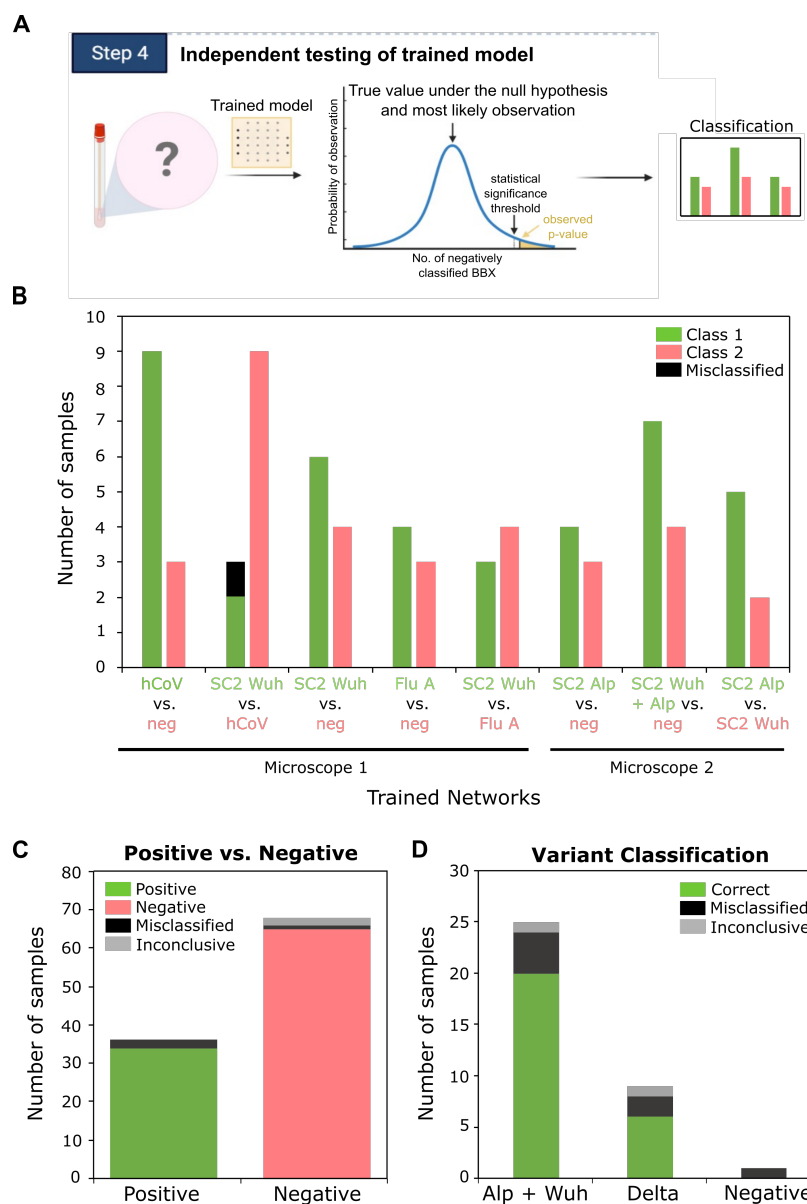 A
Step 4
Independent testing of trained model
?
Trained model
True value under the null hypothesis
and most likely observation
Probability of observation
statistical
significance
threshold
observed
p-value
No. of negatively
classified BBX
Classification
B
Number of samples
10
9
8
7
6
5
4
3
2
1
0
Class 1
Class 2
Misclassified
hCoV
vs.
neg
SC2 Wuh
vs.
hCoV
SC2 Wuh
vs.
neg
Flu A
vs.
neg
SC2 Wuh
vs.
Flu A
SC2 Alp
vs.
neg
SC2 Wuh
+ Alp vs.
neg
SC2 Alp
vs.
SC2 Wuh
Microscope 1
Microscope 2
Trained Networks
C
Positive vs. Negative
Number of samples
80
70
60
50
40
30
20
10
0
Positive
Negative
Misclassified
Inconclusive
Positive
Negative
D
Variant Classification
Number of samples
30
25
20
15
10
5
0
Correct
Misclassified
Inconclusive
Alp + Wuh
Delta
Negative